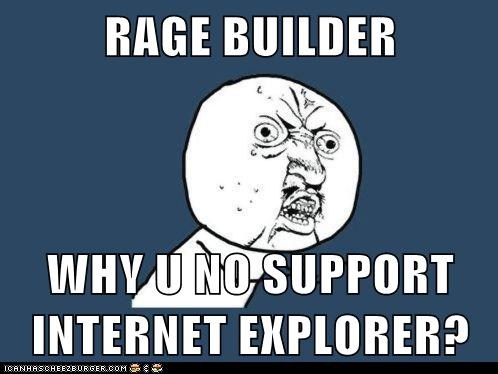 RAGE BUILDER
WHY U NO SUPPORT
INTERNET EXPLORER?
ICANHASCHEEZBURGER.COM